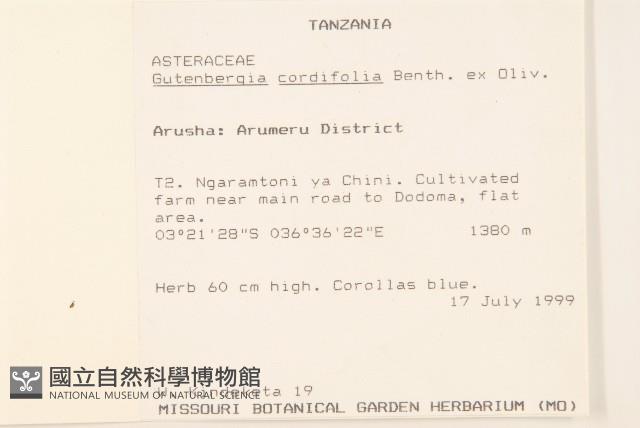 TANZANIA
ASTERACEAE
Gutenbergia cordifolia Benth. ex Oliv.
Arusha: Arumeru District
T2. Ngaramtoni ya Chini. Cultivated
farm near main road to Dodoma, flat
area.
03°21'28"S 036°36'22"E 1380 m
Herb 60 cm high. Corollas blue.
17 July 1999
國立自然科學博物館
NATIONAL MUSEUM OF NATURAL SCIENCE
19
MISSOURI BOTANICAL GARDEN HERBARIUM (MO)